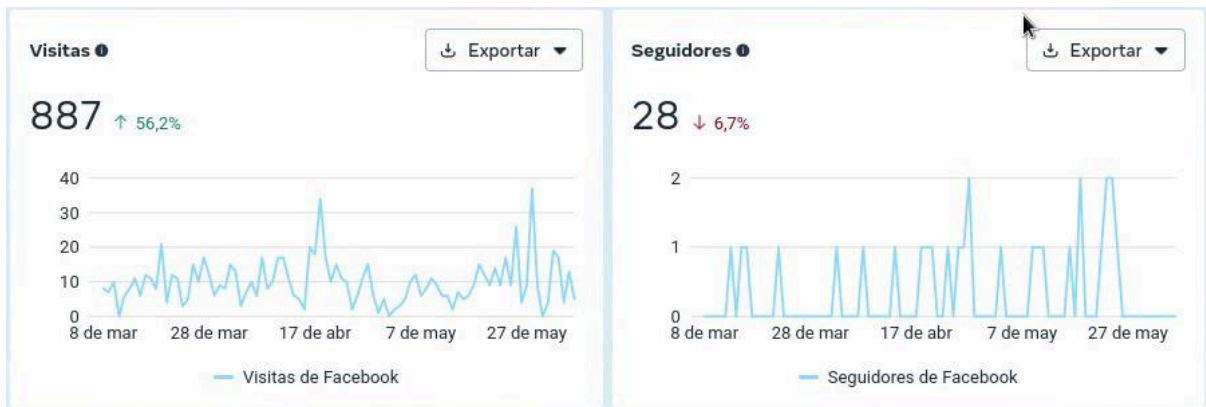 Visitas
Exportar
887 ↑ 56,2%
40
30
20
10
0
8 de mar 28 de mar 17 de abr 7 de may 27 de may
Visitas de Facebook
Seguidores
Exportar
28 ↓ 6,7%
2
1
0
8 de mar 28 de mar 17 de abr 7 de may 27 de may
Seguidores de Facebook